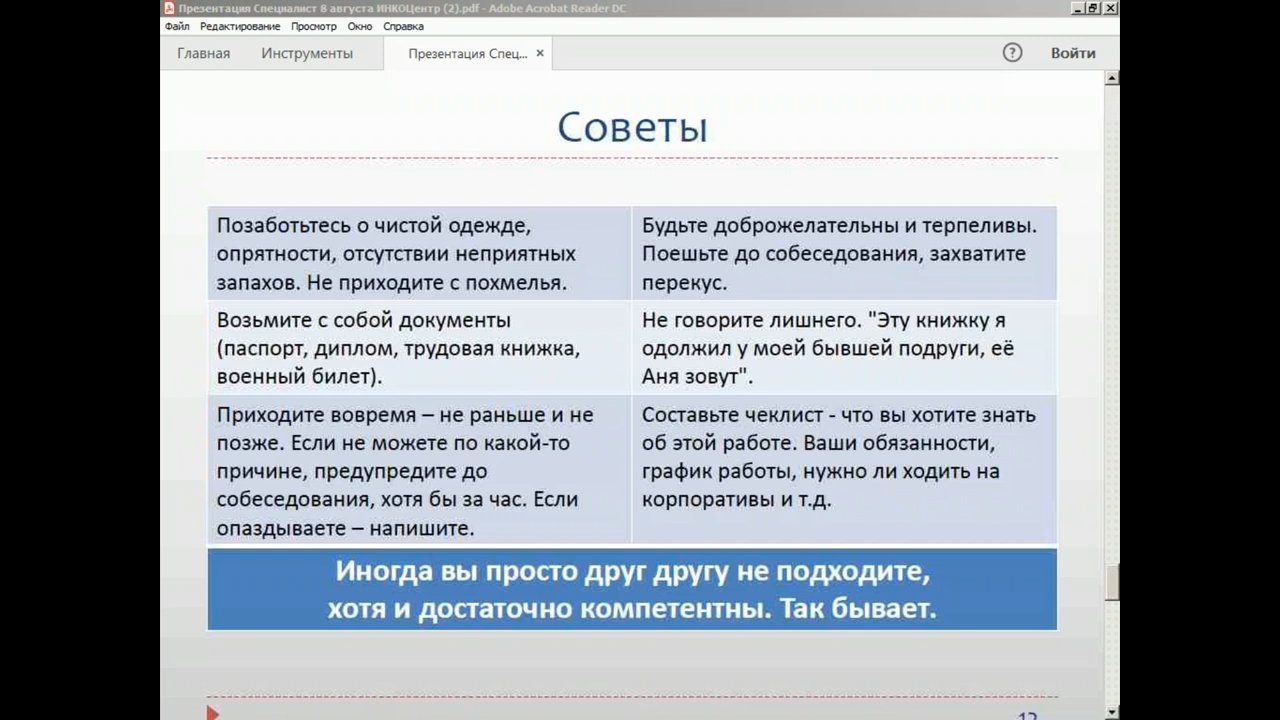 Презентация Специалист 8 августа ИНКОЦентр (2).pdf - Adobe Acrobat Reader DC
Файл Редактирование Просмотр Окно Справка
Главная Инструменты Презентация Спец... × ? Войти
Советы
Позаботьтесь о чистой одежде,
опрятности, отсутствии неприятных
запахов. Не приходите с похмелья.
Будьте доброжелательны и терпеливы.
Поешьте до собеседования, захватите
перекус.
Возьмите с собой документы
(паспорт, диплом, трудовая книжка,
военный билет).
Не говорите лишнего. "Эту книжку я
одолжил у моей бывшей подруги, её
Аня зовут".
Приходите вовремя – не раньше и не
позже. Если не можете по какой-то
причине, предупредите до
собеседования, хотя бы за час. Если
опаздываете – напишите.
Составьте чеклист - что вы хотите знать
об этой работе. Ваши обязанности,
график работы, нужно ли ходить на
корпоративы и т.д.
Иногда вы просто друг другу не подходите,
хотя и достаточно компетентны. Так бывает.